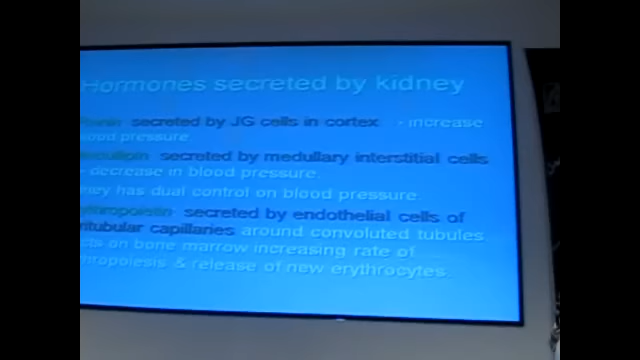 Hormones secreted by kidney
secreted by JG cells in cortex - increase
blood pressure.
secreted by medullary interstitial cells
- decrease in blood pressure.
has dual control on blood pressure.
secreted by endothelial cells of
capillaries around convoluted tubules
on bone marrow increasing rate of
& release of new erythrocytes.